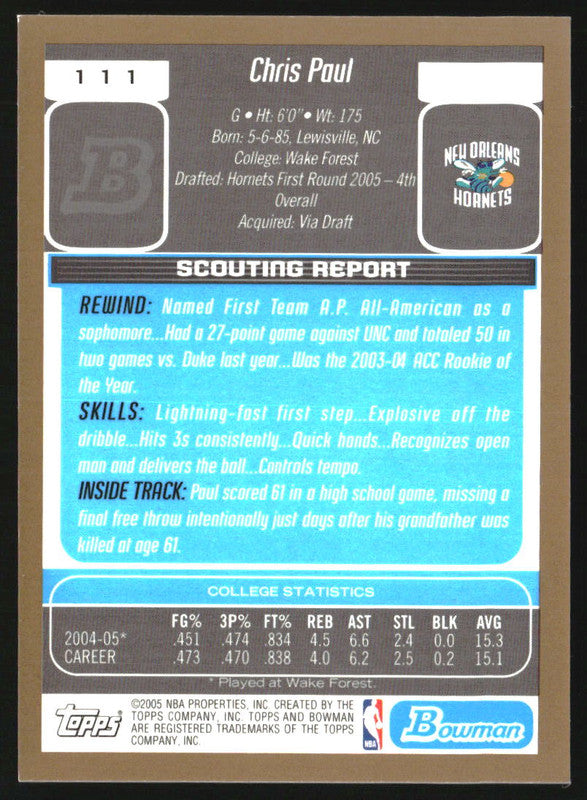 111
Chris Paul
G • Ht: 6'0" • Wt: 175
Born: 5-6-85, Lewisville, NC
College: Wake Forest
Drafted: Hornets First Round 2005 – 4th
Overall
Acquired: Via Draft
B
NEW ORLEANS
HORNETS
SCOUTING REPORT
REWIND: Named First Team A.P. All-American as a
sophomore...Had a 27-point game against UNC and totaled 50 in
two games vs. Duke last year...Was the 2003-04 ACC Rookie of
the Year.
SKILLS: Lightning-fast first step...Explosive off the
dribble...Hits 3s consistently...Quick hands...Recognizes open
man and delivers the ball...Controls tempo.
INSIDE TRACK: Paul scored 61 in a high school game, missing a
final free throw intentionally just days after his grandfather was
killed at age 61.
COLLEGE STATISTICS
FG% 3P% FT% REB AST STL BLK AVG
2004-05* .451 .474 .834 4.5 6.6 2.4 0.0 15.3
CAREER .473 .470 .838 4.0 6.2 2.5 0.2 15.1
* Played at Wake Forest.
Topps
©2005 NBA PROPERTIES, INC. CREATED BY THE
TOPPS COMPANY, INC. TOPPS AND BOWMAN
ARE REGISTERED TRADEMARKS OF THE TOPPS
COMPANY, INC.
NBA
Bowman